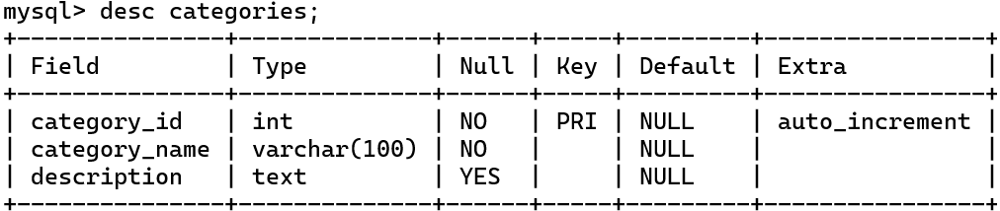 mysql> desc categories;
+---------------+--------------+------+-----+---------+----------------+
| Field         | Type         | Null | Key | Default | Extra          |
+---------------+--------------+------+-----+---------+----------------+
| category_id   | int          | NO   | PRI | NULL    | auto_increment |
| category_name | varchar(100) | NO   |     | NULL    |                |
| description   | text         | YES  |     | NULL    |                |
+---------------+--------------+------+-----+---------+----------------+